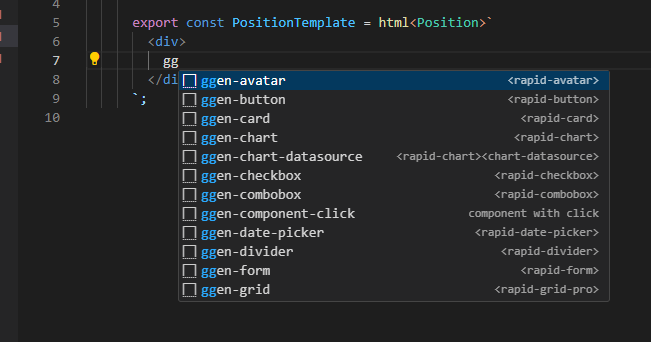 4
5 export const PositionTemplate = html<Position>`
6 <div>
7 gg
8 </di
9 `;
10
ggen-avatar <rapid-avatar>
ggen-button <rapid-button>
ggen-card <rapid-card>
ggen-chart <rapid-chart>
ggen-chart-datasource <rapid-chart><chart-datasource>
ggen-checkbox <rapid-checkbox>
ggen-combobox <rapid-combobox>
ggen-component-click component with click
ggen-date-picker <rapid-date-picker>
ggen-divider <rapid-divider>
ggen-form <rapid-form>
ggen-grid <rapid-grid-pro>